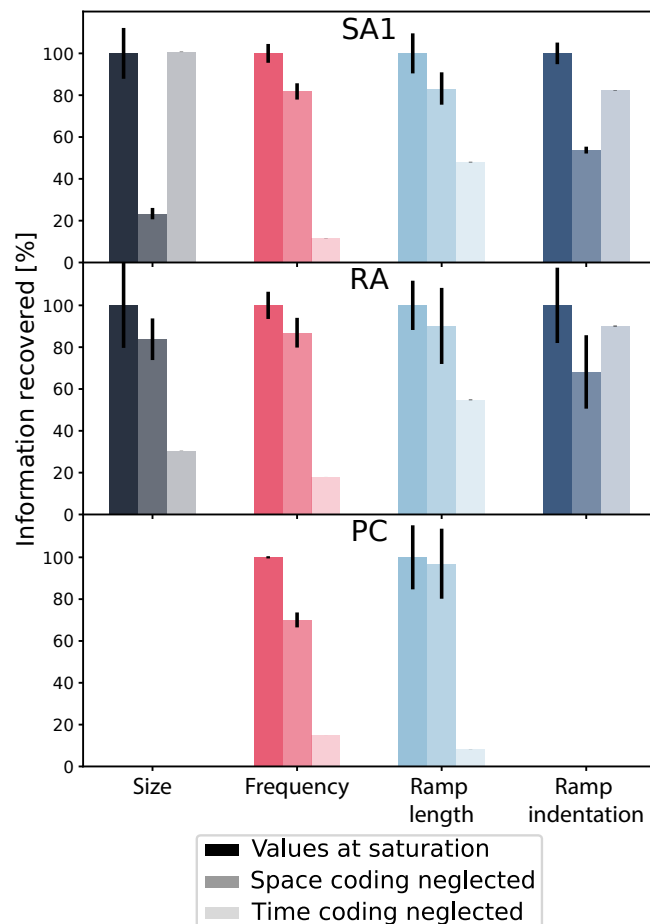 SA1
100
80
60
40
20
0
RA
100
80
60
40
20
0
PC
100
80
60
40
20
0
Information recovered [%]
Size
Frequency
Ramp
length
Ramp
indentation
Values at saturation
Space coding neglected
Time coding neglected